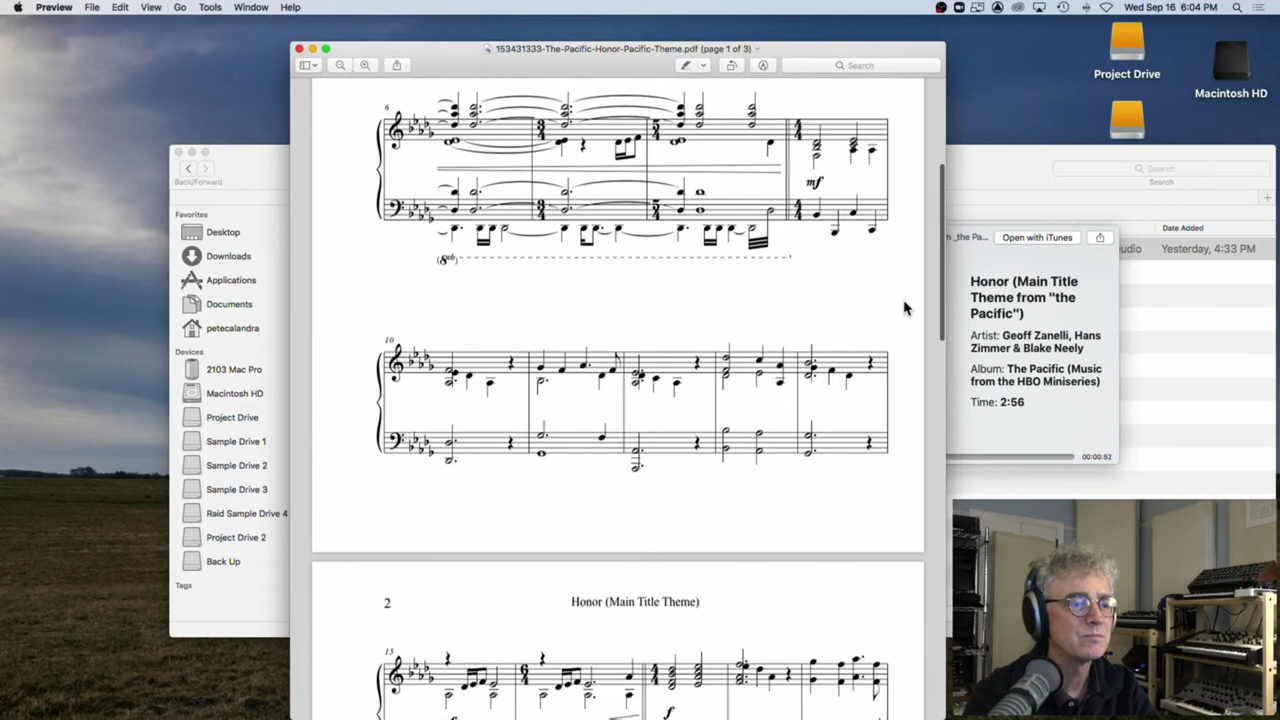 Preview File Edit View Go Tools Window Help
Wed Sep 16 6:04 PM
153431333-The-Pacific-Honor-Pacific-Theme.pdf (page 1 of 3)
Search
Project Drive
Macintosh HD
Back/Forward
Search
Search
Favorites
Desktop
Downloads
Applications
Documents
petecalandra
Devices
2103 Mac Pro
Macintosh HD
Project Drive
Sample Drive 1
Sample Drive 2
Sample Drive 3
Raid Sample Drive 4
Project Drive 2
Back Up
Tags
6
mf
(8vb)
10
2
Honor (Main Title Theme)
15
f
Date Added
Yesterday, 4:33 PM
Open with iTunes
Honor (Main Title
Theme from "the
Pacific")
Artist: Geoff Zanelli, Hans
Zimmer & Blake Neely
Album: The Pacific (Music
from the HBO Miniseries)
Time: 2:56
00:00:52